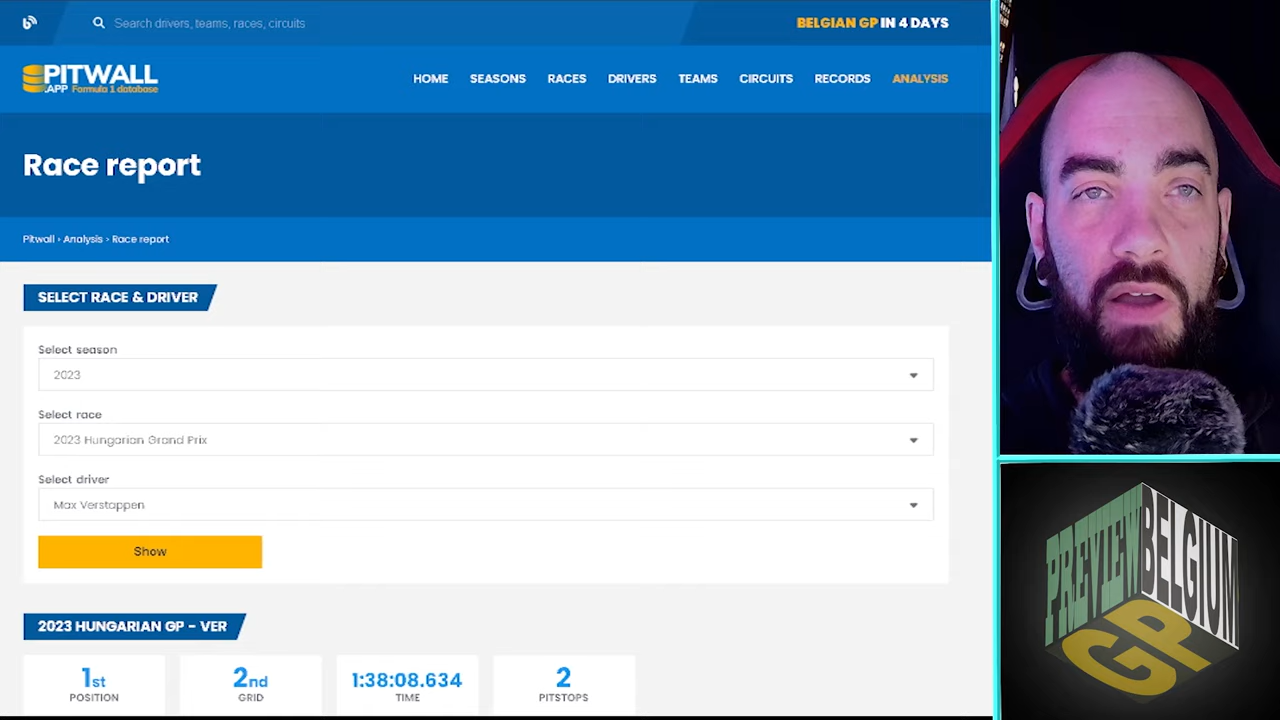 Search drivers, teams, races, circuits
BELGIAN GP IN 4 DAYS
PITWALL
.APP Formula 1 database
HOME SEASONS RACES DRIVERS TEAMS CIRCUITS RECORDS ANALYSIS
Race report
Pitwall › Analysis › Race report
SELECT RACE & DRIVER
Select season
2023
Select race
2023 Hungarian Grand Prix
Select driver
Max Verstappen
Show
2023 HUNGARIAN GP - VER
1st
POSITION
2nd
GRID
1:38:08.634
TIME
2
PITSTOPS
PREVIEW
BELGIUM
GP